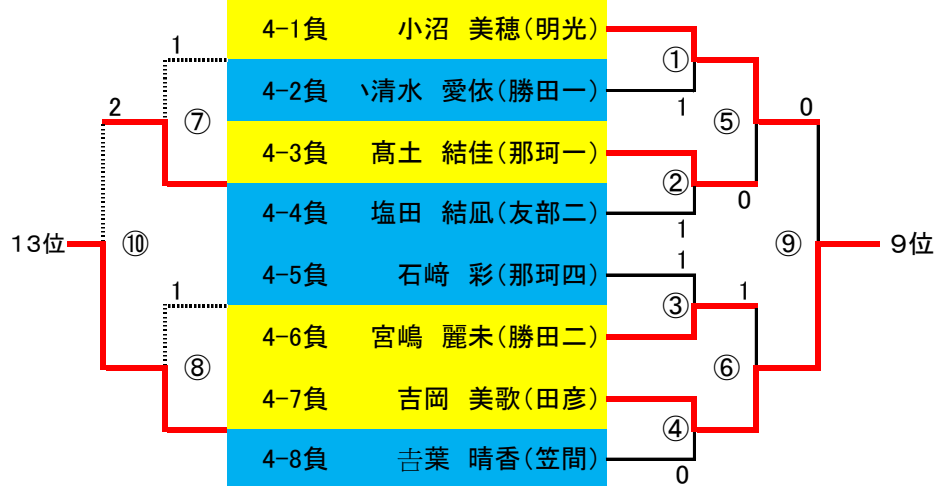 4-1負 小沼 美穂(明光)
4-2負 清水 愛依(勝田一)
4-3負 髙土 結佳(那珂一)
4-4負 塩田 結凪(友部二)
4-5負 石﨑 彩(那珂四)
4-6負 宮嶋 麗未(勝田二)
4-7負 吉岡 美歌(田彦)
4-8負 𠮷葉 晴香(笠間)
1
⑦
2
13位
⑩
1
⑧
①
1
⑤
0
②
0
1
⑨
9位
1
③
1
⑥
④
0